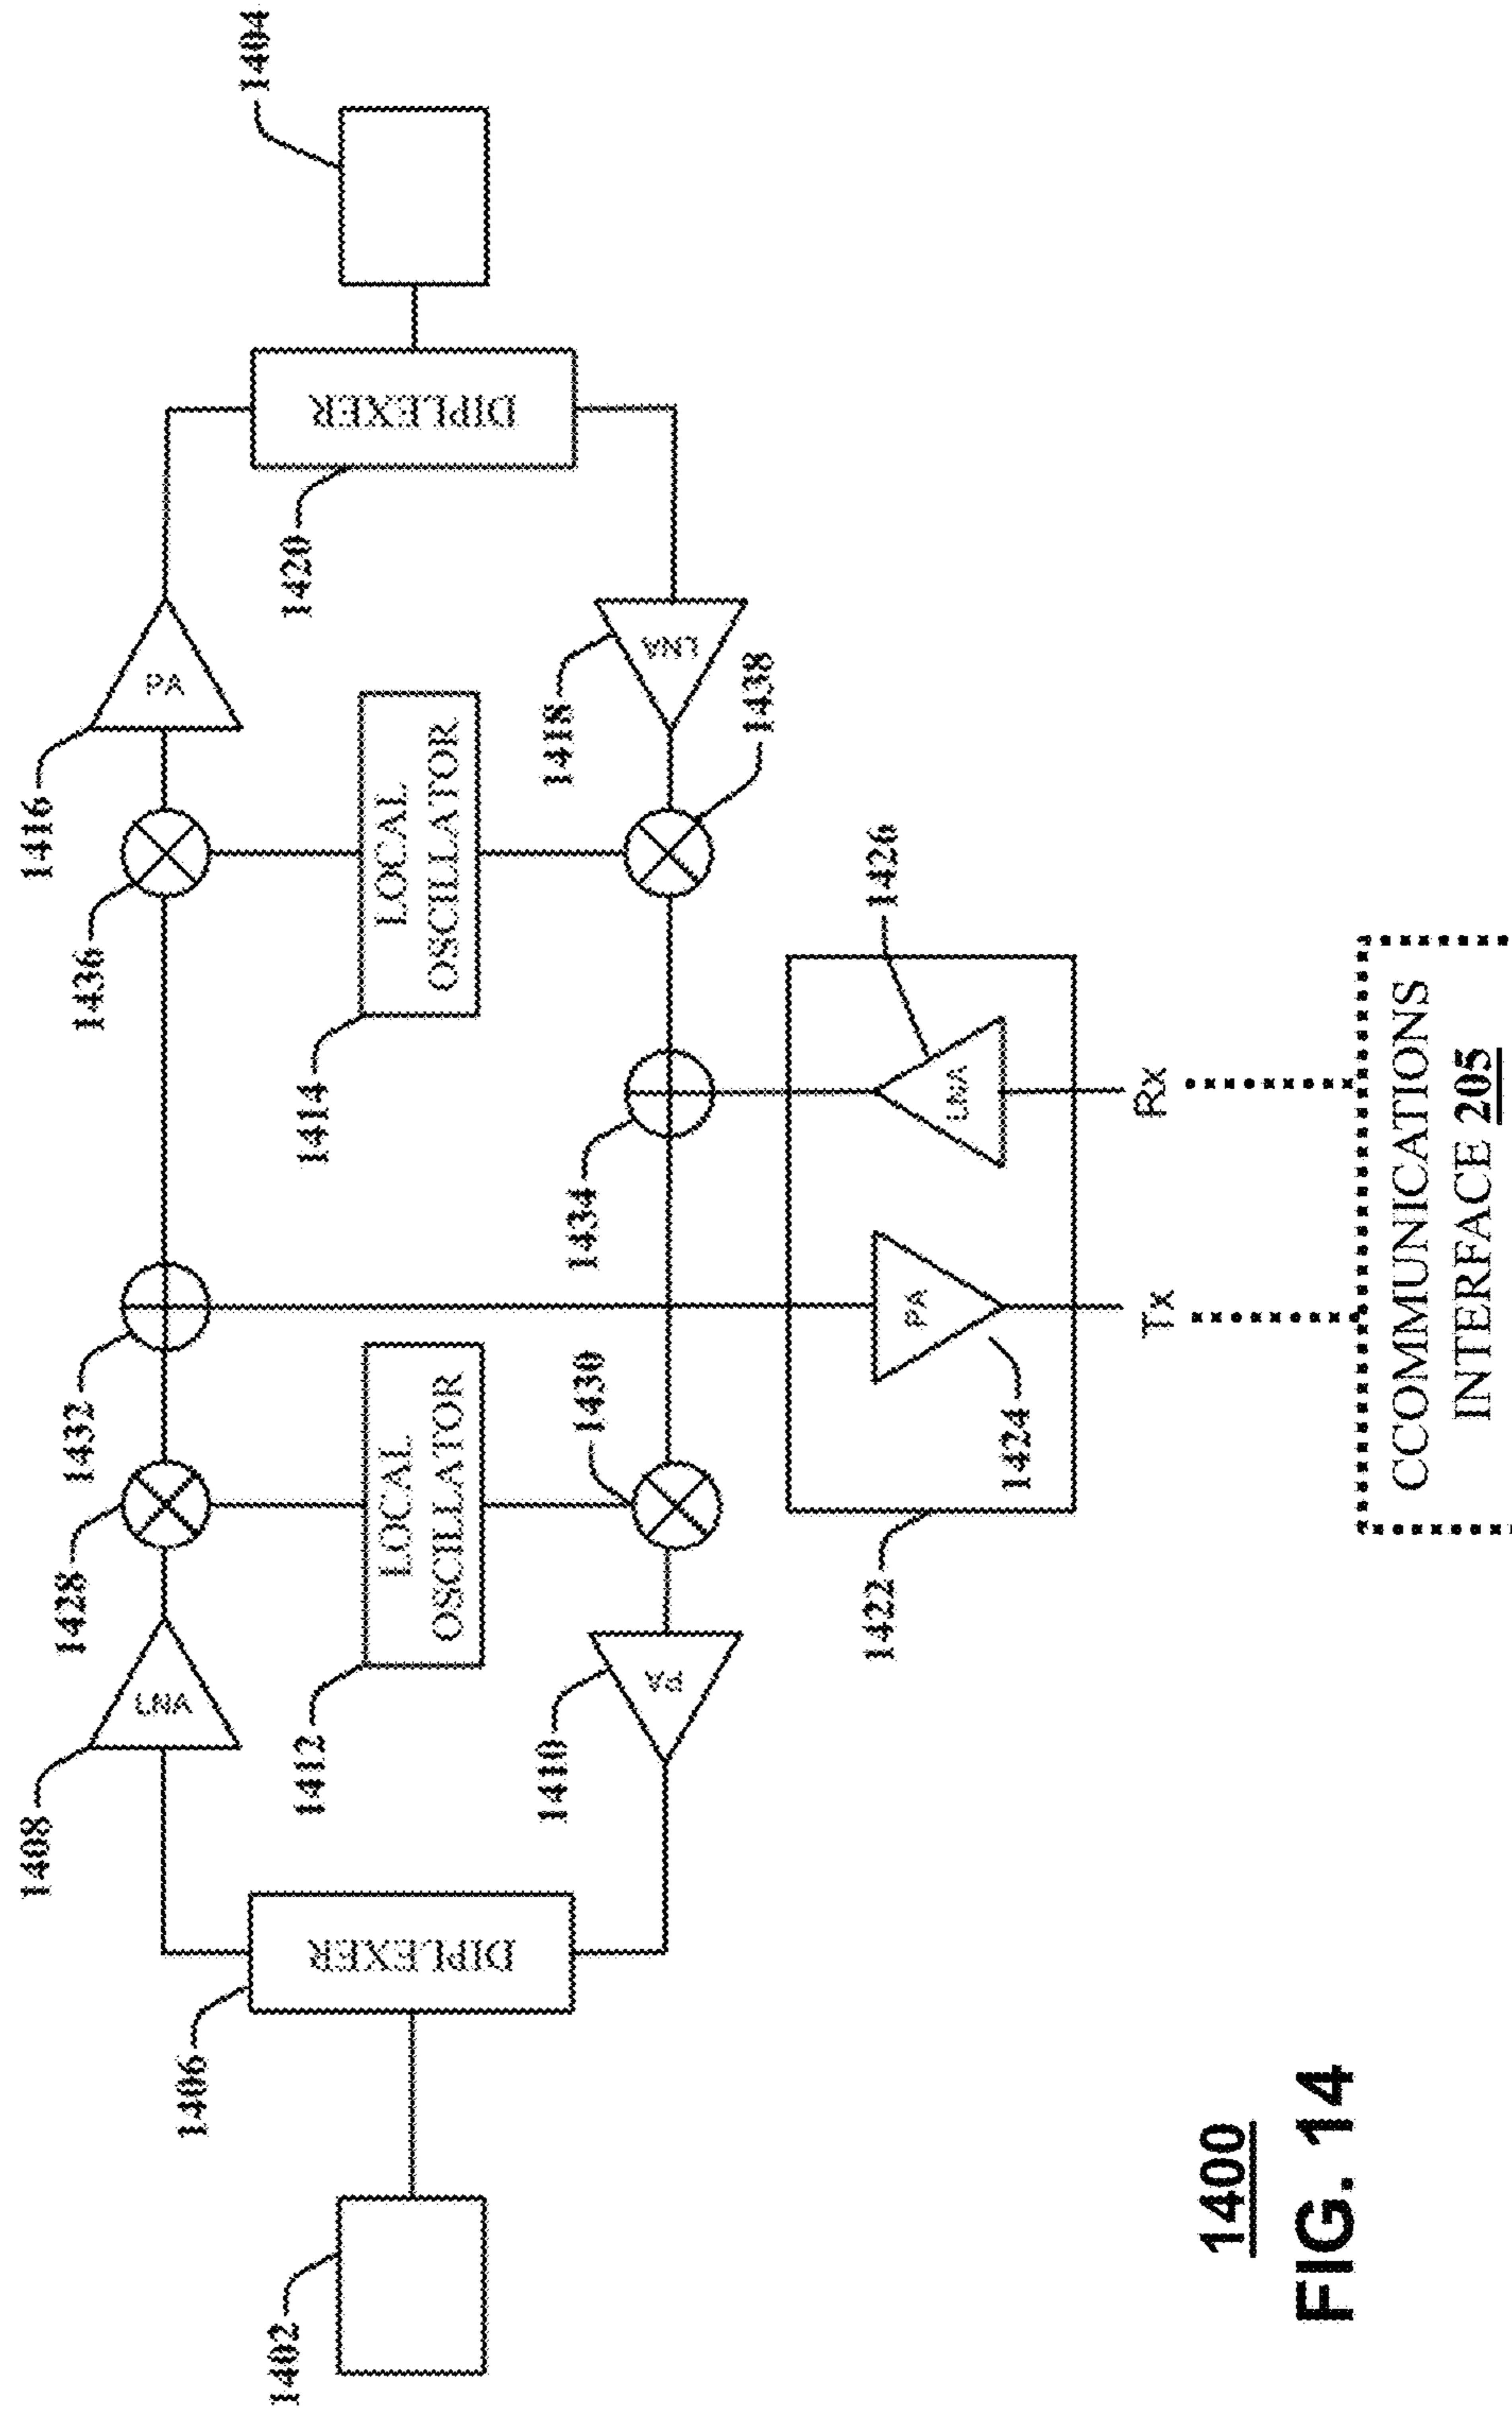 1408
1416
1428
1432
1436
LNA
PA
1406
1404
1402
1420
1412
1414
DIPLEXER
LOCAL
OSCILLATOR
LOCAL
OSCILLATOR
DIPLEXER
1410
1430
1434
1418
PA
LNA
1438
1422
1426
PA
LNA
1424
Tx
Rx
1400
FIG. 14
CCOMMUNICATIONS
INTERFACE 205